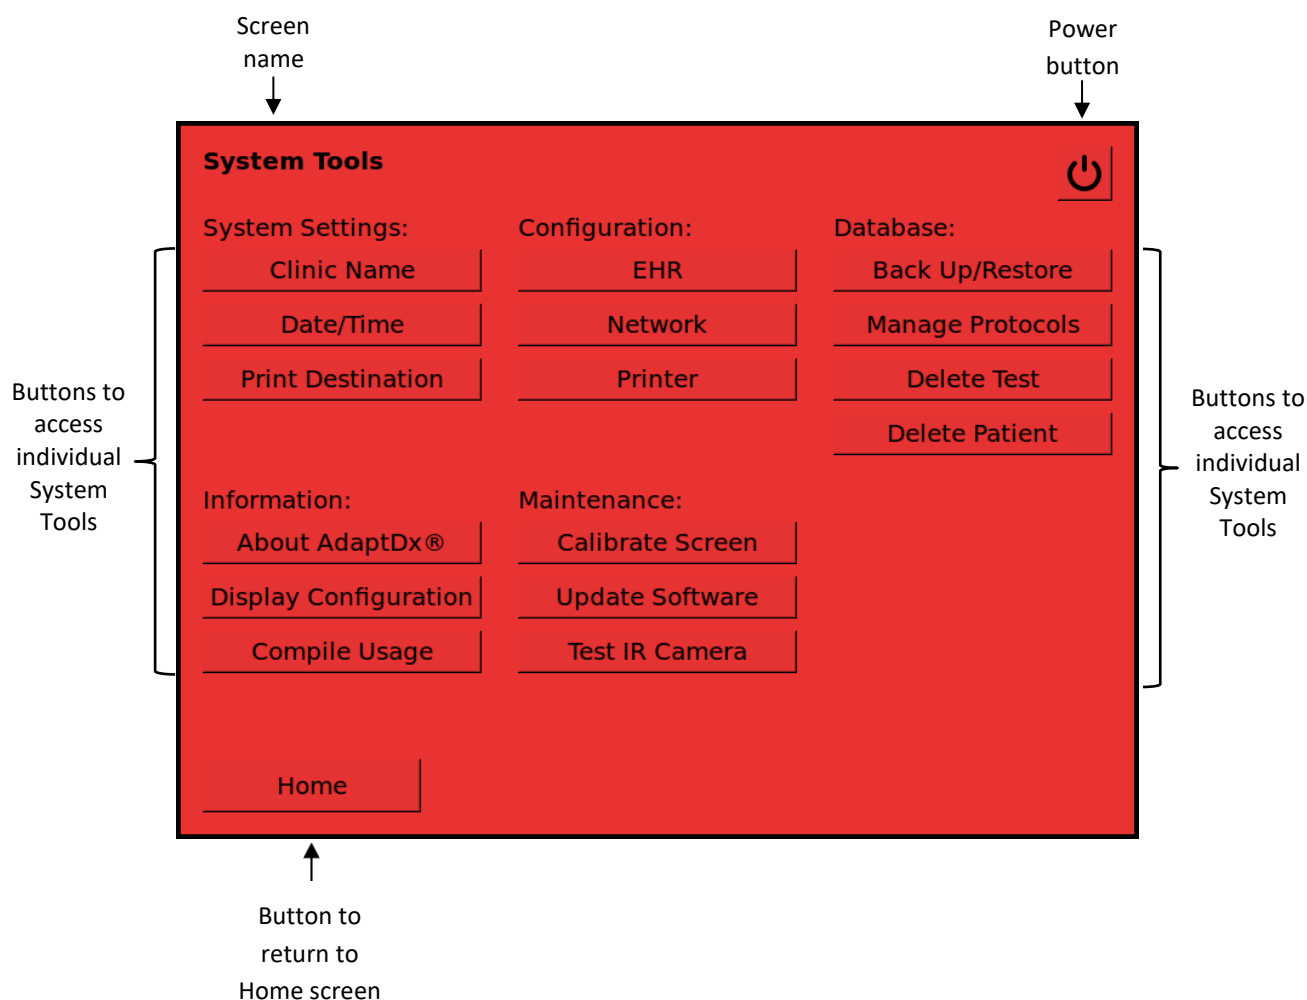 Screen
name
Power
button
System Tools
System Settings:
Clinic Name
Date/Time
Print Destination
Configuration:
EHR
Network
Printer
Database:
Back Up/Restore
Manage Protocols
Delete Test
Delete Patient
Information:
About AdaptDx®
Display Configuration
Compile Usage
Maintenance:
Calibrate Screen
Update Software
Test IR Camera
Home
Buttons to
access
individual
System
Tools
Buttons to
access
individual
System
Tools
Button to
return to
Home screen